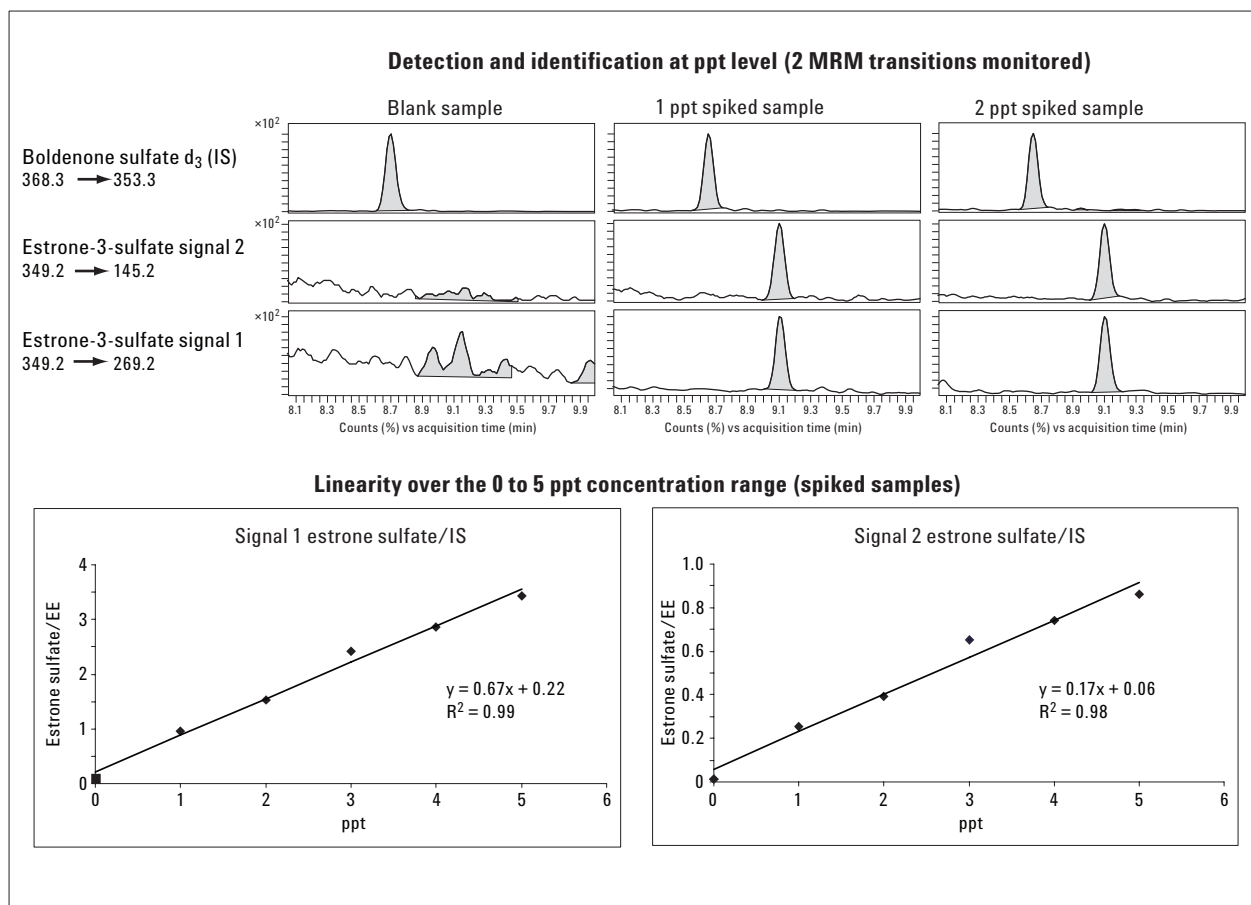 Detection and identification at ppt level (2 MRM transitions monitored)
Blank sample
1 ppt spiked sample
2 ppt spiked sample
×10²
Boldenone sulfate d₃ (IS)
368.3 → 353.3
×10²
Estrone-3-sulfate signal 2
349.2 → 145.2
×10²
Estrone-3-sulfate signal 1
349.2 → 269.2
8.1 8.3 8.5 8.7 8.9 9.1 9.3 9.5 9.7 9.9
8.1 8.3 8.5 8.7 8.9 9.1 9.3 9.5 9.7 9.9
8.1 8.3 8.5 8.7 8.9 9.1 9.3 9.5 9.7 9.9
Counts (%) vs acquisition time (min)
Counts (%) vs acquisition time (min)
Counts (%) vs acquisition time (min)
Linearity over the 0 to 5 ppt concentration range (spiked samples)
Signal 1 estrone sulfate/IS
Estrone sulfate/EE
4
3
2
1
0
y = 0.67x + 0.22
R² = 0.99
0 1 2 3 4 5 6
ppt
Signal 2 estrone sulfate/IS
Estrone sulfate/EE
1.0
0.8
0.6
0.4
0.2
0
y = 0.17x + 0.06
R² = 0.98
0 1 2 3 4 5 6
ppt